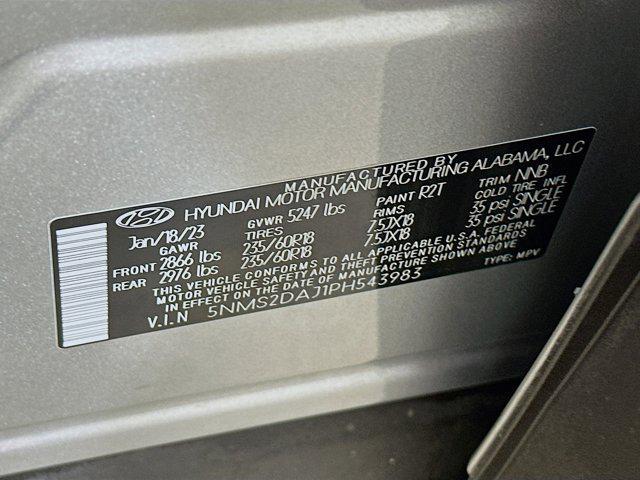 MANUFACTURED BY
HYUNDAI MOTOR MANUFACTURING ALABAMA, LLC
Jan/18/23 GVWR 5247 lbs PAINT R2T TRIM NNB
GAWR TIRES RIMS COLD TIRE INFL
FRONT 2866 lbs 235/60R18 7.5JX18 35 psi SINGLE
REAR 2976 lbs 235/60R18 7.5JX18 35 psi SINGLE
THIS VEHICLE CONFORMS TO ALL APPLICABLE U.S.A. FEDERAL
MOTOR VEHICLE SAFETY AND THEFT PREVENTION STANDARDS
IN EFFECT ON THE DATE OF MANUFACTURE SHOWN ABOVE
V.I.N 5NMS2DAJ1PH543983 TYPE: MPV